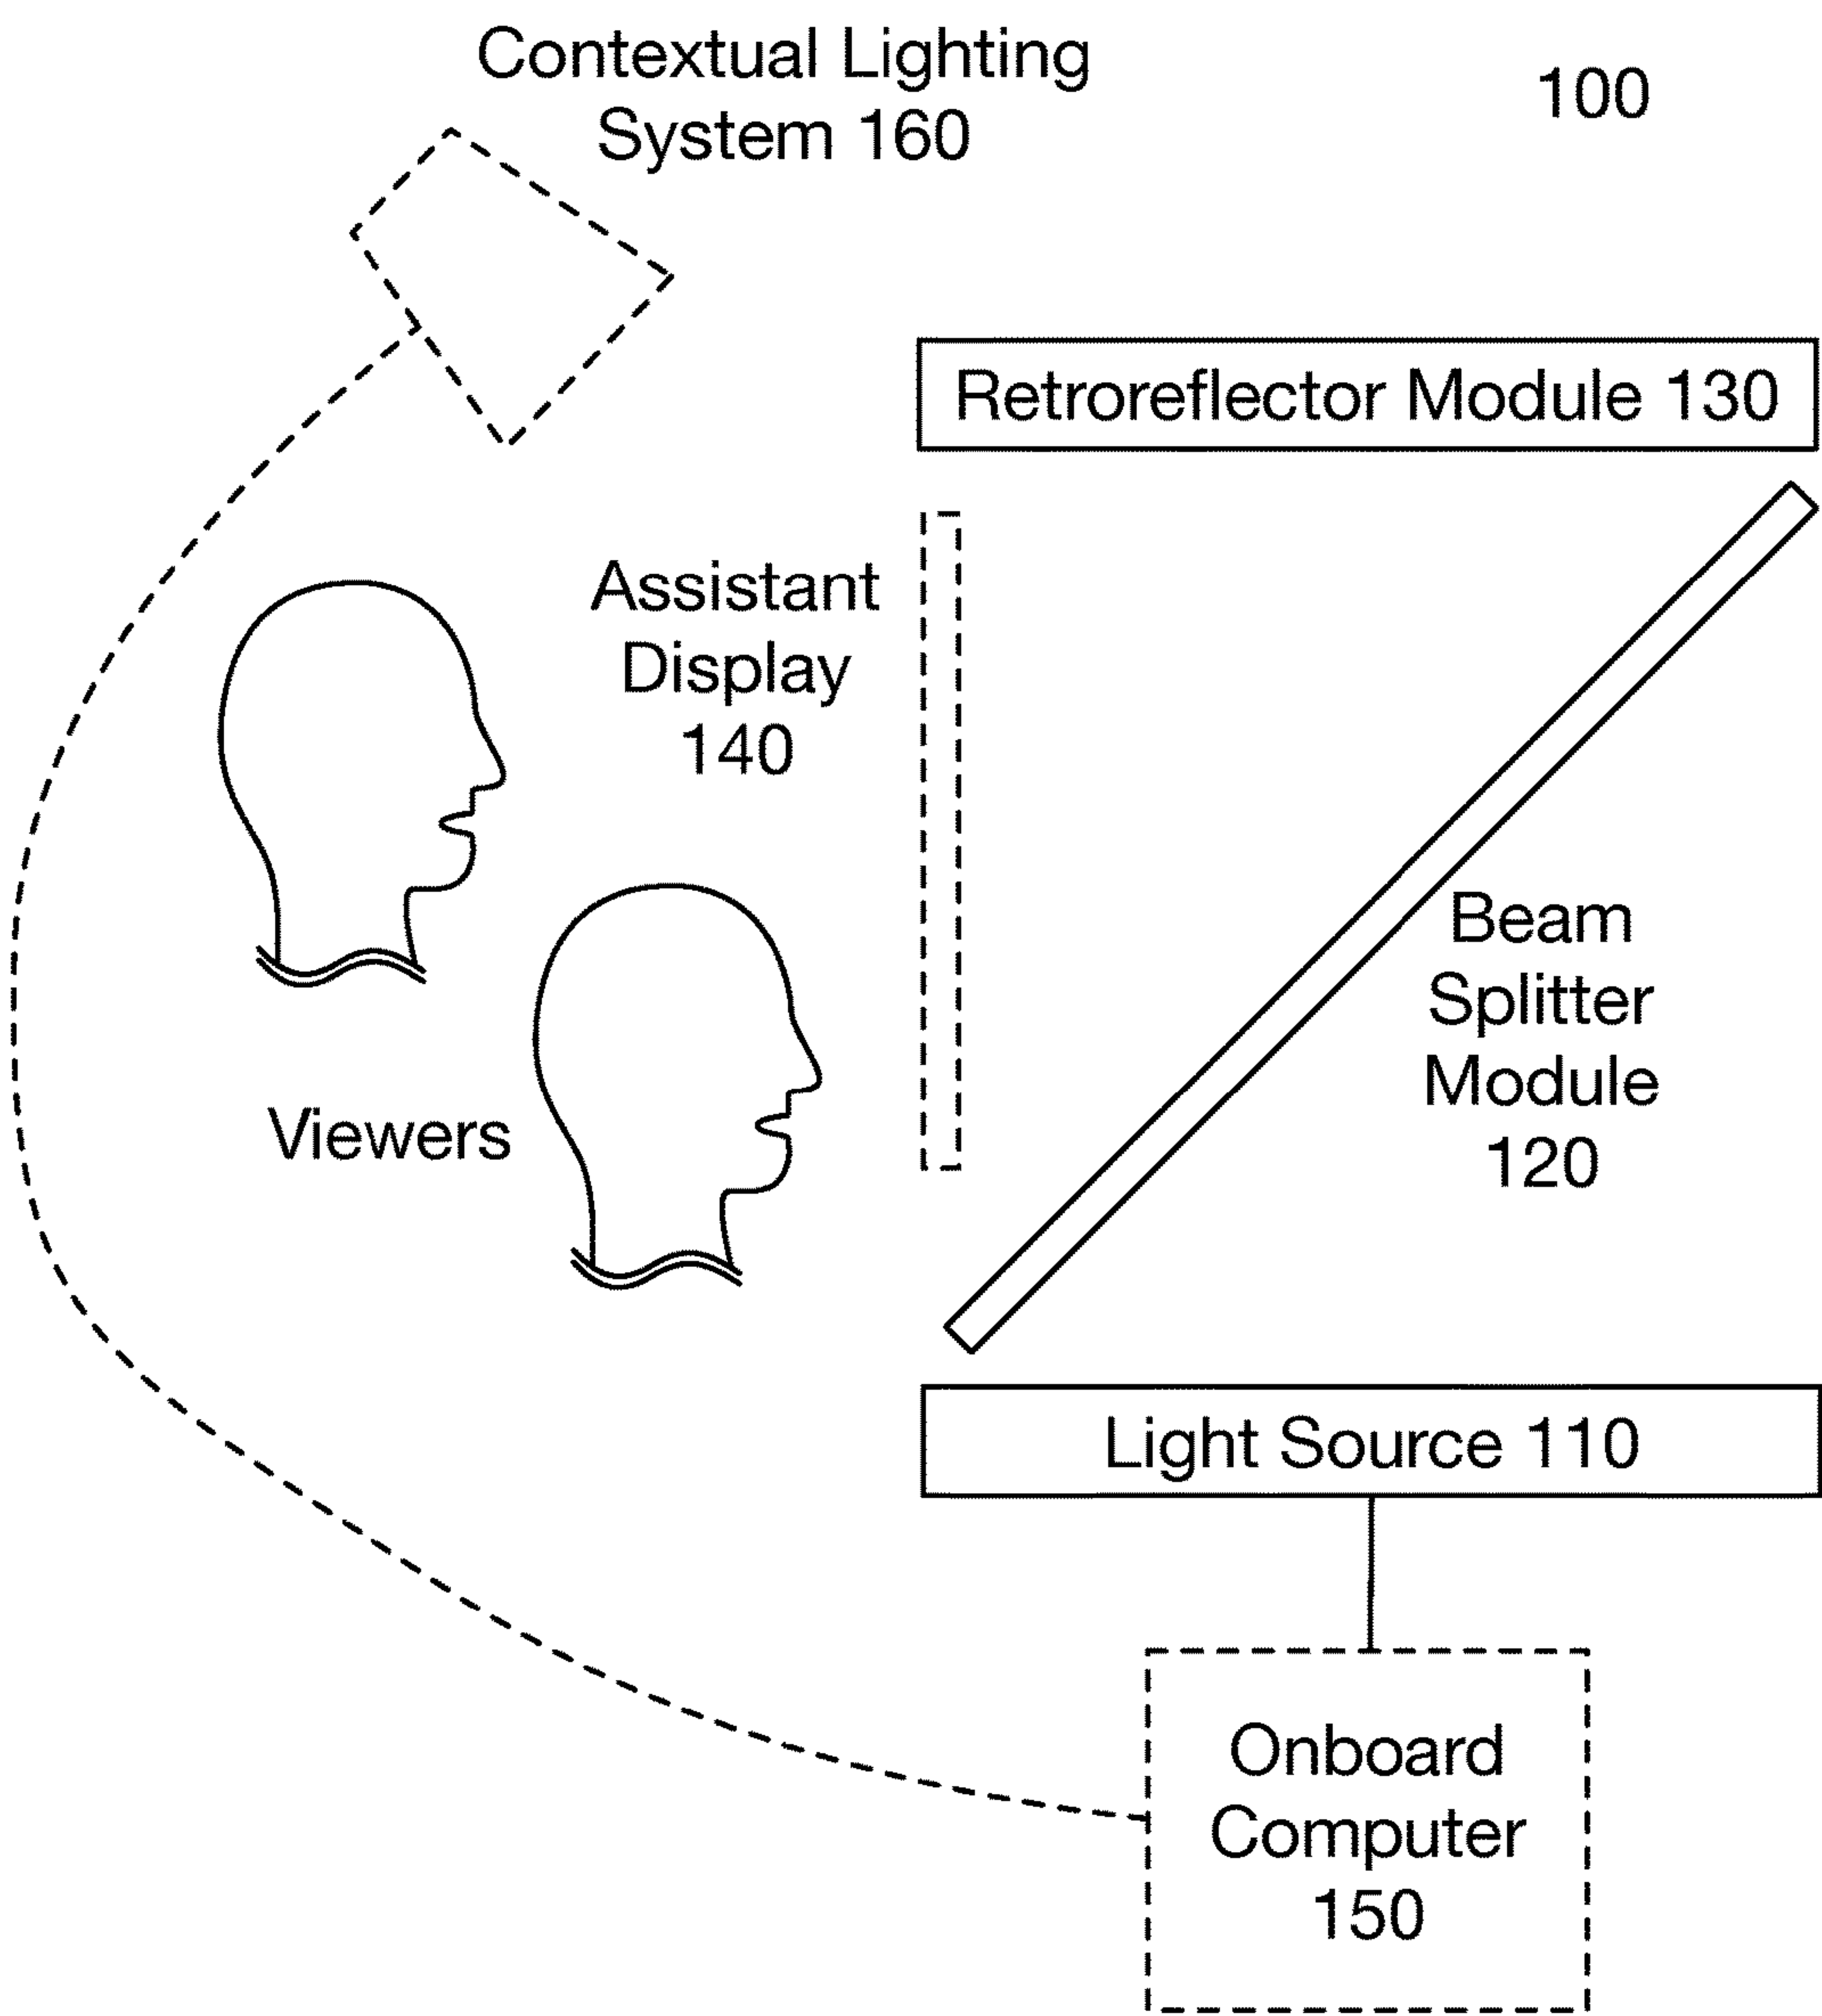 Contextual Lighting
System 160
100
Retroreflector Module 130
Assistant
Display
140
Beam
Splitter
Module
120
Viewers
Light Source 110
Onboard
Computer
150